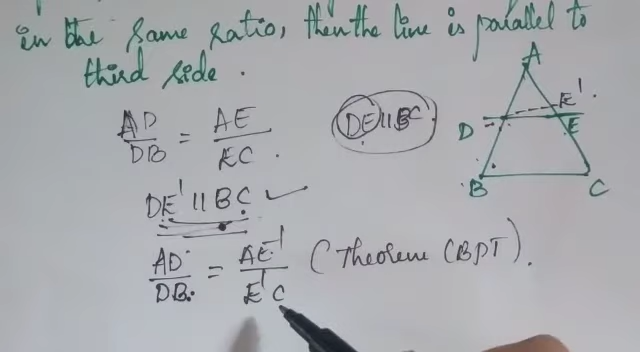 in the same ratio, then the line is parallel to
third side.
AD/DB = AE/EC.
DE || BC
DE' || BC ✓
AD/DB = AE'/E'C (Theorem (BPT).
A
D
E'.
E
B
C